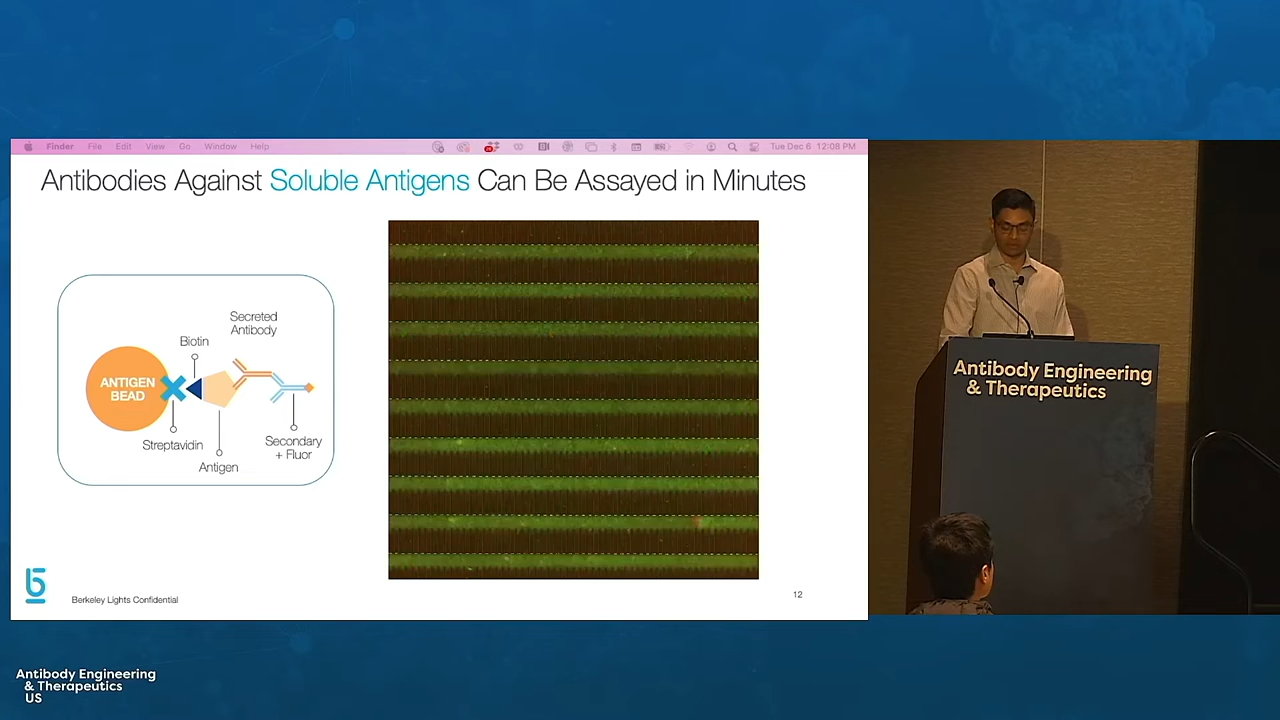 Finder File Edit View Go Window Help Tue Dec 6 12:08 PM
Antibodies Against Soluble Antigens Can Be Assayed in Minutes
Secreted
Antibody
Biotin
ANTIGEN
BEAD
Streptavidin
Antigen
Secondary
+ Fluor
Berkeley Lights Confidential
12
Antibody Engineering
& Therapeutics
Antibody Engineering
& Therapeutics
US